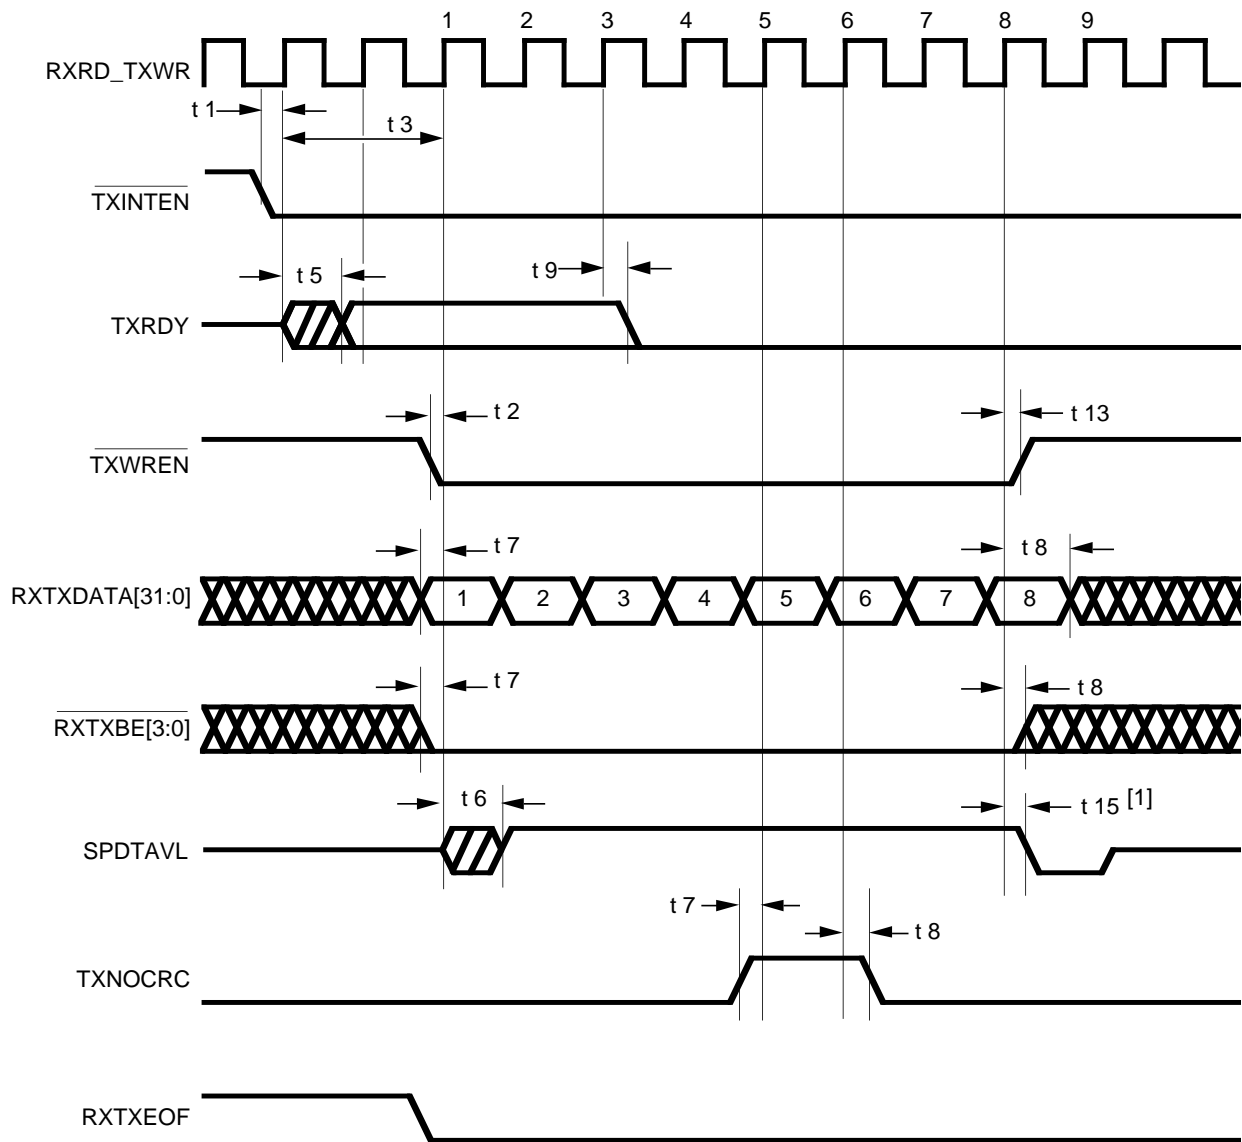 1 2 3 4 5 6 7 8 9
RXRD_TXWR
t 1
t 3
TXINTEN
t 5
t 9
TXRDY
t 2
t 13
TXWREN
t 7
t 8
RXTXDATA[31:0]
1 2 3 4 5 6 7 8
t 7
t 8
RXTXBE[3:0]
t 6
t 15 [1]
SPDTAVL
t 7
t 8
TXNOCRC
RXTXEOF